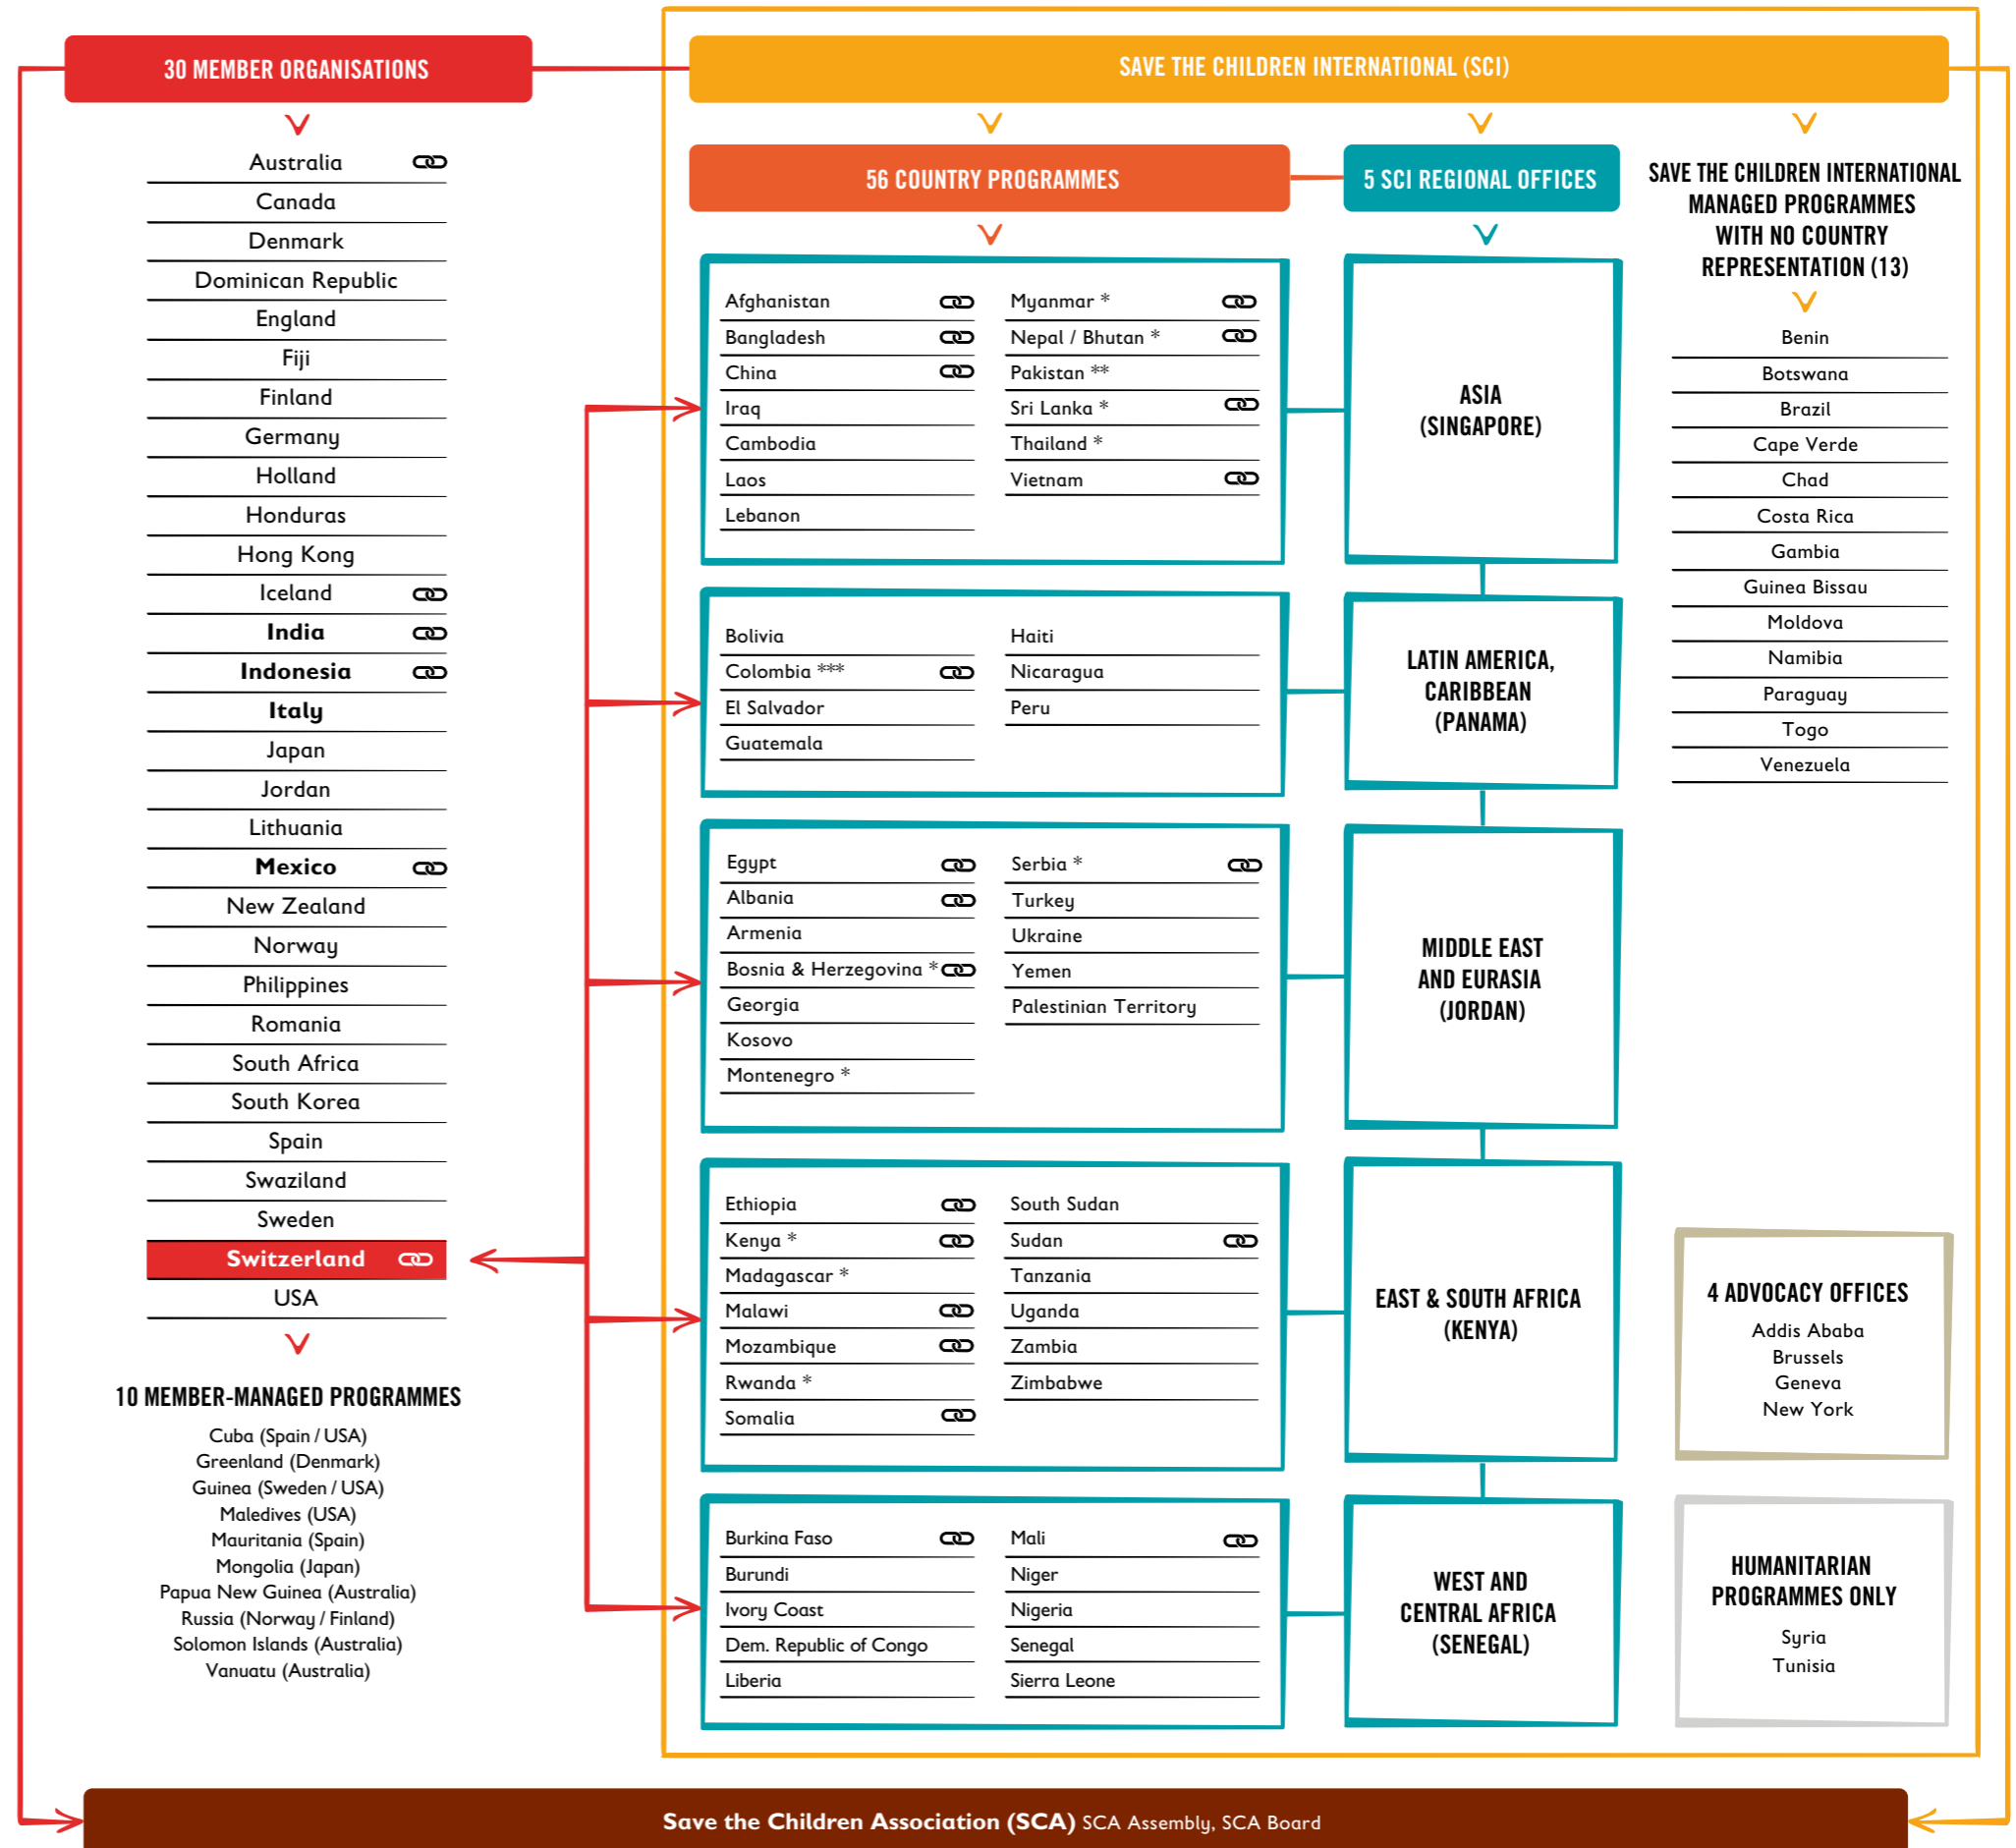 30 MEMBER ORGANISATIONS
Australia
Canada
Denmark
Dominican Republic
England
Fiji
Finland
Germany
Holland
Honduras
Hong Kong
Iceland
India
Indonesia
Italy
Japan
Jordan
Lithuania
Mexico
New Zealand
Norway
Philippines
Romania
South Africa
South Korea
Spain
Swaziland
Sweden
Switzerland
USA
10 MEMBER-MANAGED PROGRAMMES
Cuba (Spain / USA)
Greenland (Denmark)
Guinea (Sweden / USA)
Maledives (USA)
Mauritania (Spain)
Mongolia (Japan)
Papua New Guinea (Australia)
Russia (Norway / Finland)
Solomon Islands (Australia)
Vanuatu (Australia)
SAVE THE CHILDREN INTERNATIONAL (SCI)
56 COUNTRY PROGRAMMES
5 SCI REGIONAL OFFICES
Afghanistan
Bangladesh
China
Iraq
Cambodia
Laos
Lebanon
Myanmar *
Nepal / Bhutan *
Pakistan **
Sri Lanka *
Thailand *
Vietnam
ASIA
(SINGAPORE)
Bolivia
Colombia ***
El Salvador
Guatemala
Haiti
Nicaragua
Peru
LATIN AMERICA,
CARIBBEAN
(PANAMA)
Egypt
Albania
Armenia
Bosnia & Herzegovina *
Georgia
Kosovo
Montenegro *
Serbia *
Turkey
Ukraine
Yemen
Palestinian Territory
MIDDLE EAST
AND EURASIA
(JORDAN)
Ethiopia
Kenya *
Madagascar *
Malawi
Mozambique
Rwanda *
Somalia
South Sudan
Sudan
Tanzania
Uganda
Zambia
Zimbabwe
EAST & SOUTH AFRICA
(KENYA)
Burkina Faso
Burundi
Ivory Coast
Dem. Republic of Congo
Liberia
Mali
Niger
Nigeria
Senegal
Sierra Leone
WEST AND
CENTRAL AFRICA
(SENEGAL)
SAVE THE CHILDREN INTERNATIONAL
MANAGED PROGRAMMES
WITH NO COUNTRY
REPRESENTATION (13)
Benin
Botswana
Brazil
Cape Verde
Chad
Costa Rica
Gambia
Guinea Bissau
Moldova
Namibia
Paraguay
Togo
Venezuela
4 ADVOCACY OFFICES
Addis Ababa
Brussels
Geneva
New York
HUMANITARIAN
PROGRAMMES ONLY
Syria
Tunisia
Save the Children Association (SCA) SCA Assembly, SCA Board